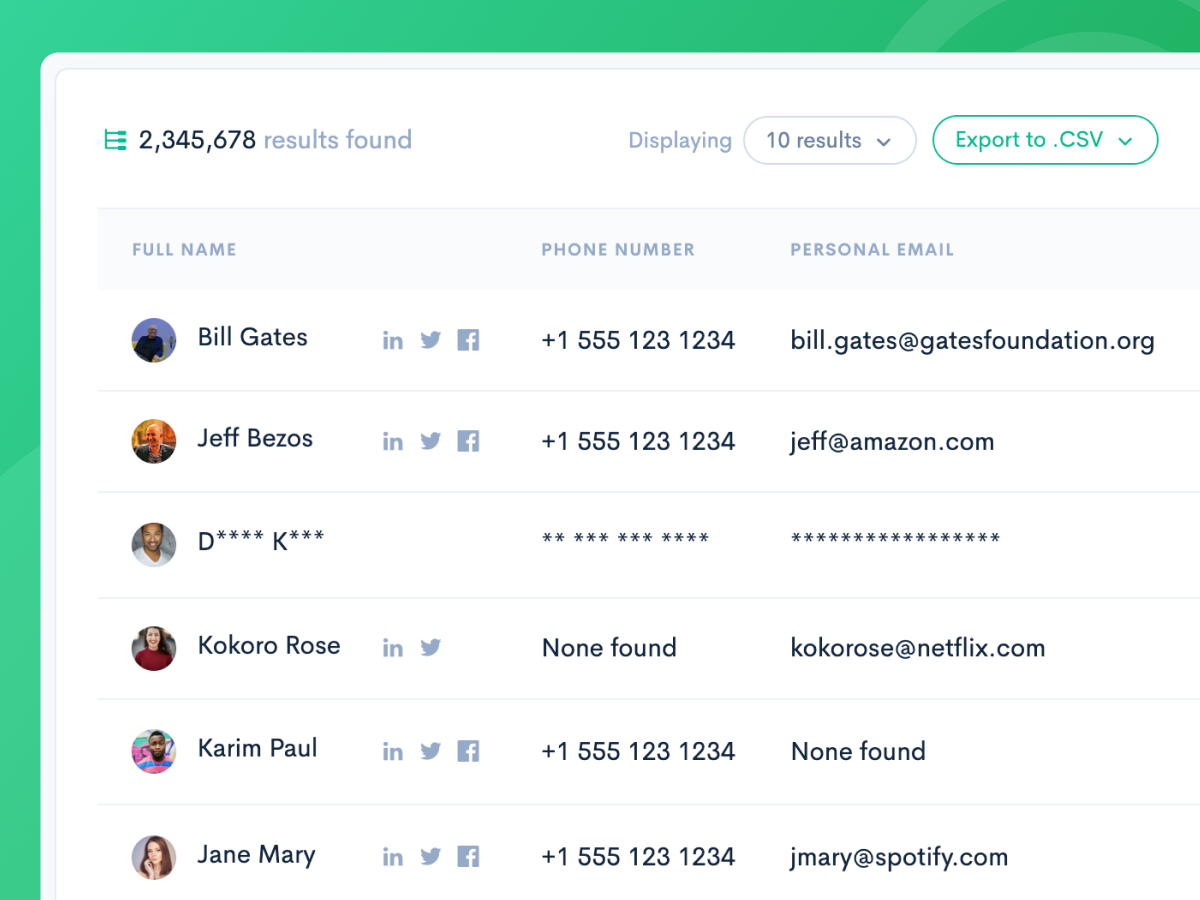 2,345,678 results found Displaying 10 results Export to .CSV
FULL NAME PHONE NUMBER PERSONAL EMAIL
Bill Gates in +1 555 123 1234 bill.gates@gatesfoundation.org
Jeff Bezos in +1 555 123 1234 jeff@amazon.com
D**** K*** ** *** *** **** *****************
Kokoro Rose in None found kokorose@netflix.com
Karim Paul in +1 555 123 1234 None found
Jane Mary in +1 555 123 1234 jmary@spotify.com